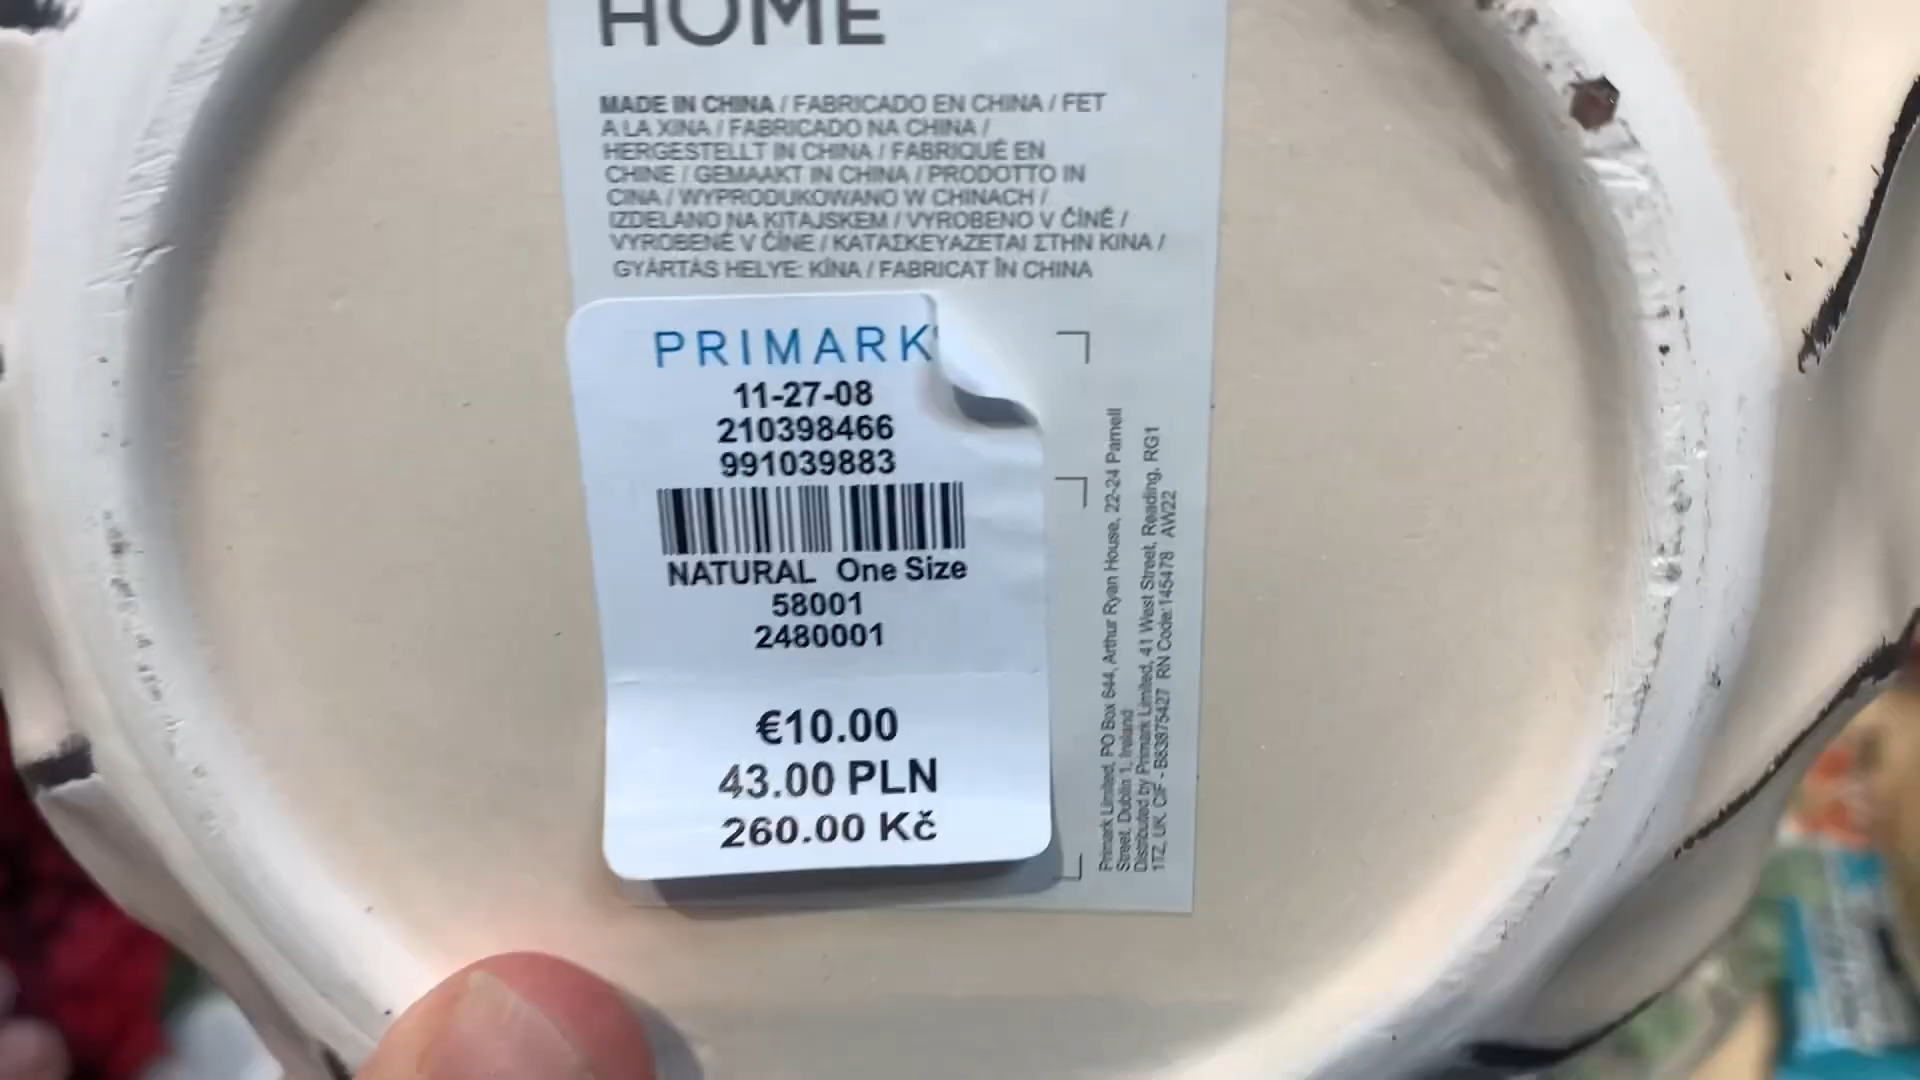 HOME
MADE IN CHINA / FABRICADO EN CHINA / FET
A LA XINA / FABRICADO NA CHINA /
HERGESTELLT IN CHINA / FABRIQUÉ EN
CHINE / GEMAAKT IN CHINA / PRODOTTO IN
CINA / WYPRODUKOWANO W CHINACH /
IZDELANO NA KITAJSKEM / VYROBENO V ČÍNĚ /
VYROBENÉ V ČÍNE / ΚΑΤΑΣΚΕΥΑΖΕΤΑΙ ΣΤΗΝ ΚΙΝΑ /
GYÁRTÁS HELYE: KÍNA / FABRICAT ÎN CHINA
PRIMARK
11-27-08
210398466
991039883
NATURAL One Size
58001
2480001
€10.00
43.00 PLN
260.00 Kč
Primark Limited, PO Box 644, Arthur Ryan House, 22-24 Parnell
Street, Dublin 1, Ireland
Distributed by Primark Limited, 41 West Street, Reading, RG1
1TZ, UK. CIF - B63875427 RN Code:145478 AW22